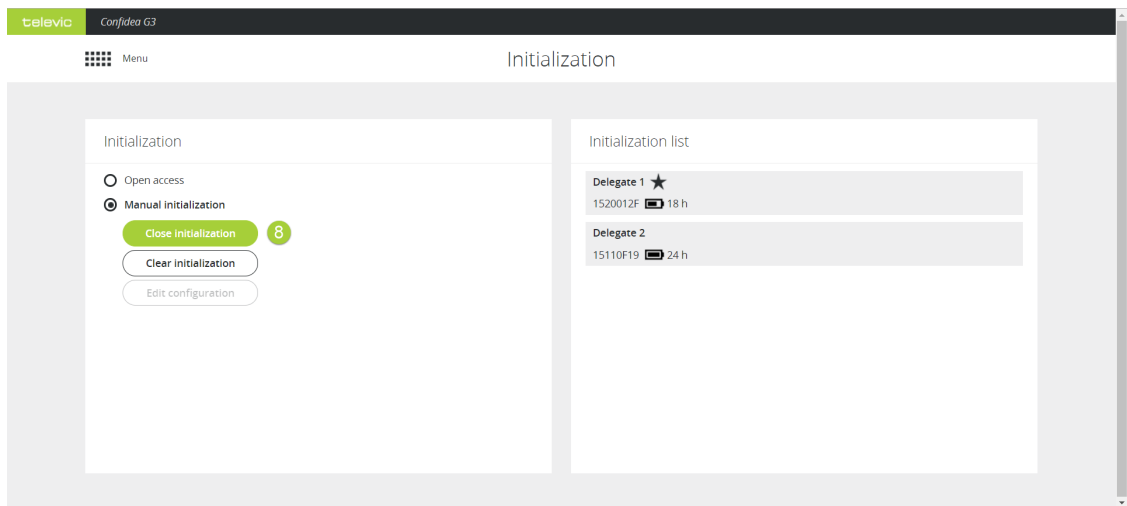 televic Confidea G3
Menu
Initialization
Initialization
Open access
Manual initialization
Close initialization 8
Clear initialization
Edit configuration
Initialization list
Delegate 1
1520012F 18 h
Delegate 2
15110F19 24 h